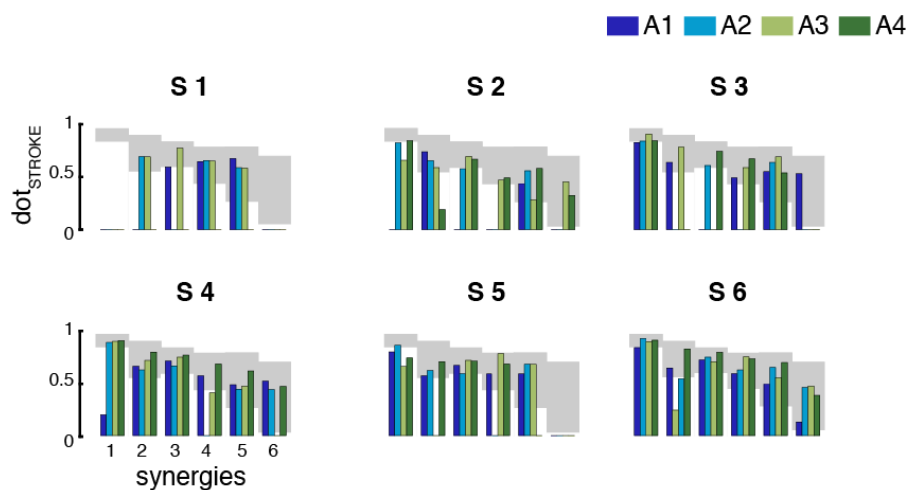 A1 A2 A3 A4
S 1 S 2 S 3
1
0.5
0
dotSTROKE
S 4 S 5 S 6
1
0.5
0
1 2 3 4 5 6
synergies